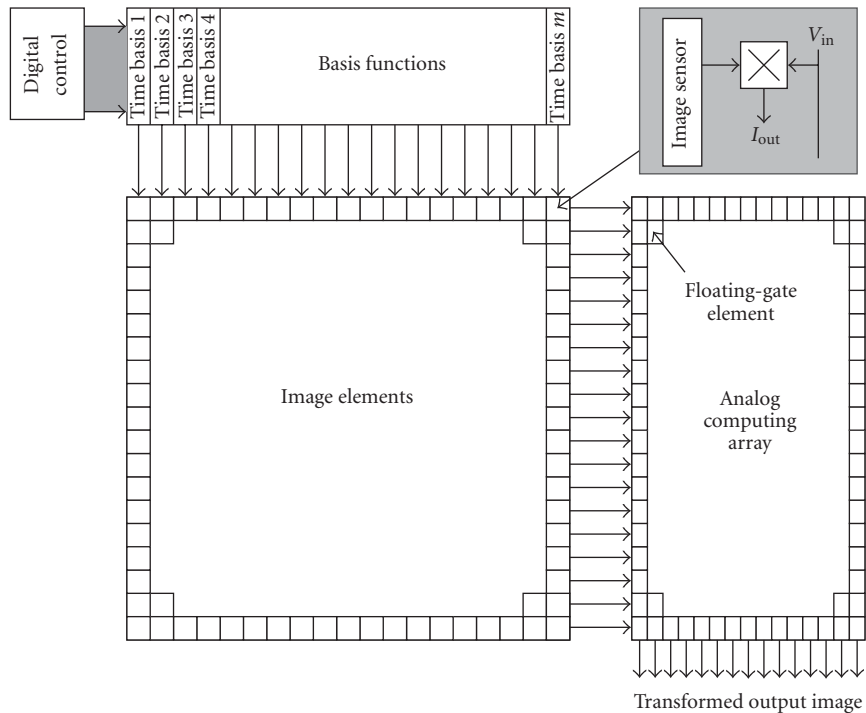 Digital
control
Time basis 1
Time basis 2
Time basis 3
Time basis 4
Basis functions
Time basis m
Image sensor
V_in
I_out
Image elements
Floating-gate
element
Analog
computing
array
Transformed output image